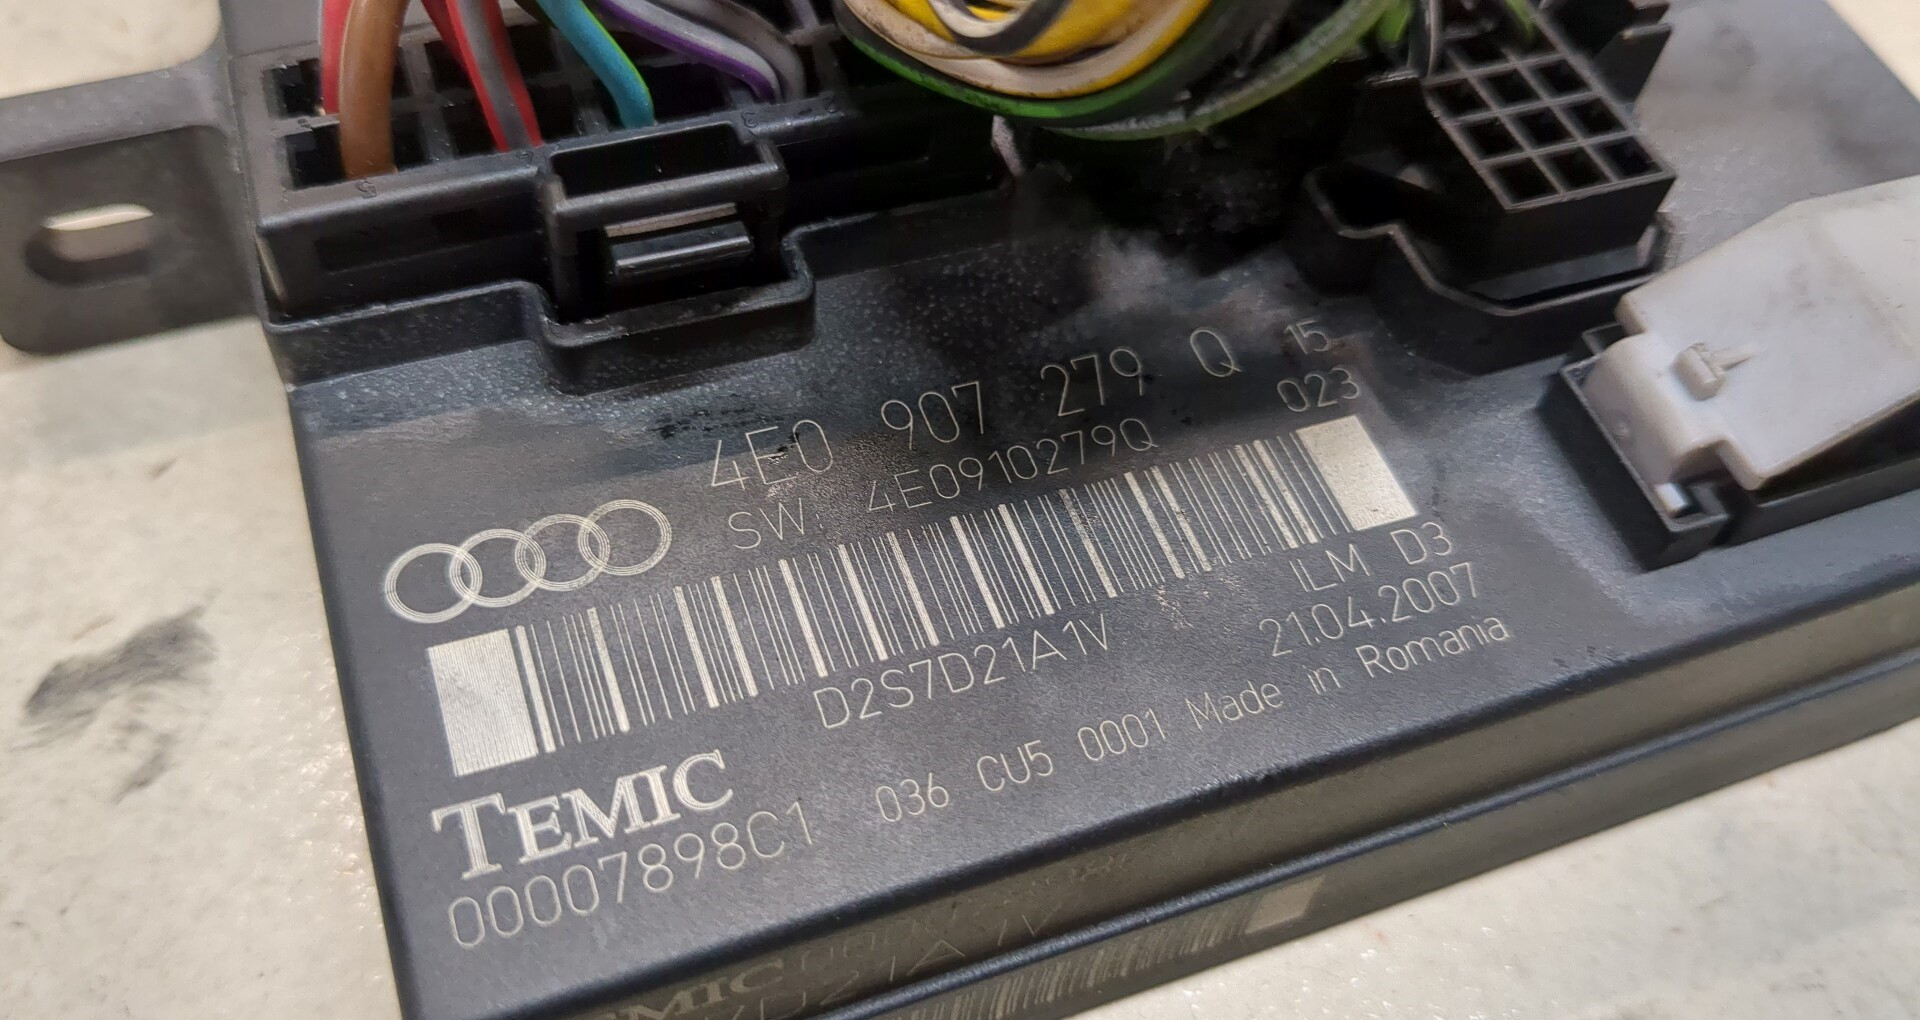 4E0 907 279 Q 15
SW: 4E0910279Q 023
D2S7D21A1V
ILM D3
21.04.2007
TEMIC
00007898C1 036 CU5 0001 Made in Romania